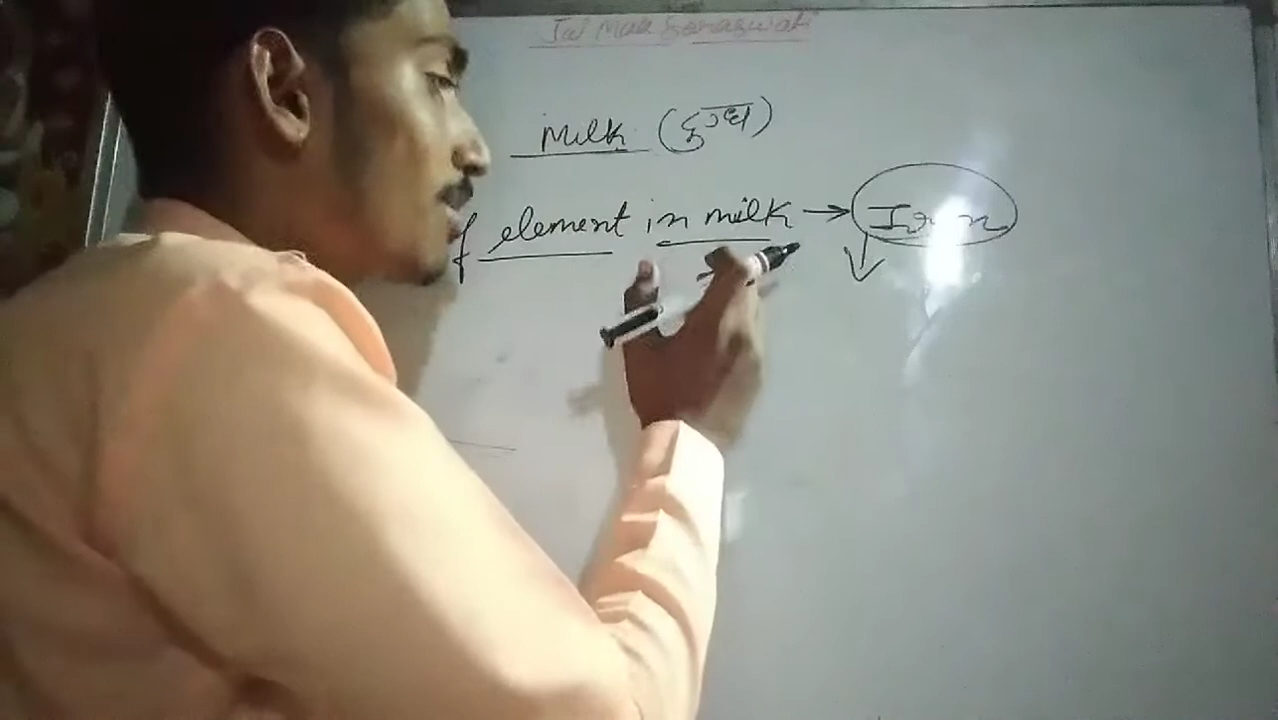 Jai Maa Saraswati
Milk (दुग्ध)
f element in milk → Iron